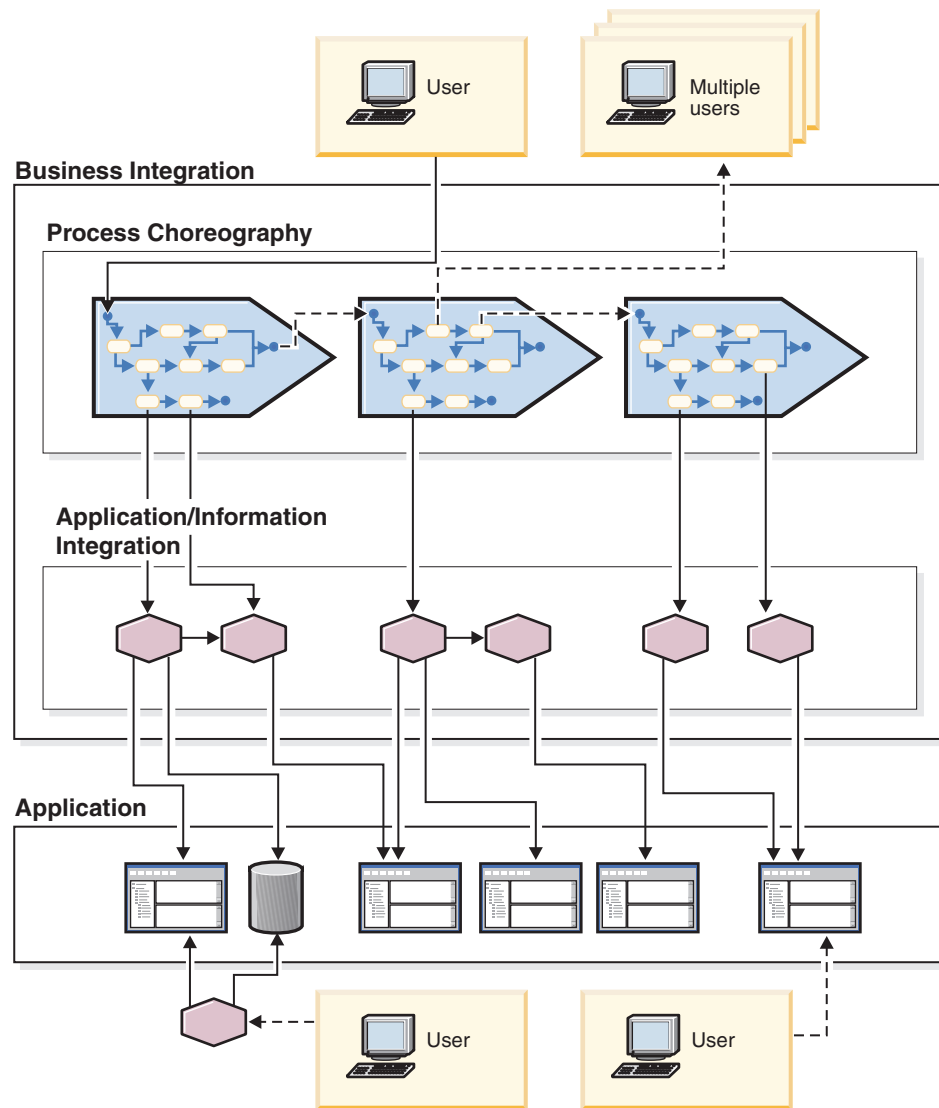 User
Multiple
users
Business Integration
Process Choreography
Application/Information
Integration
Application
User
User